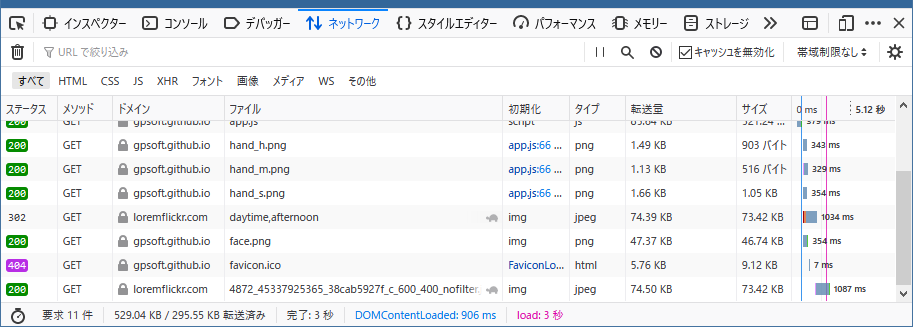 インスペクター コンソール デバッガー ネットワーク スタイルエディター パフォーマンス メモリー ストレージ
URL で絞り込み キャッシュを無効化 帯域制限なし
すべて HTML CSS JS XHR フォント 画像 メディア WS その他
ステータス メソッド ドメイン ファイル 初期化 タイプ 転送量 サイズ 0 ms 5.12 秒
200 GET gpsoft.github.io app.js script js 85.64 KB 321.24 ... 379 ms
200 GET gpsoft.github.io hand_h.png app.js:66 ... png 1.49 KB 903 バイト 343 ms
200 GET gpsoft.github.io hand_m.png app.js:66 ... png 1.13 KB 516 バイト 329 ms
200 GET gpsoft.github.io hand_s.png app.js:66 ... png 1.66 KB 1.05 KB 354 ms
302 GET loremflickr.com daytime,afternoon img jpeg 74.39 KB 73.42 KB 1034 ms
200 GET gpsoft.github.io face.png img png 47.37 KB 46.74 KB 354 ms
404 GET gpsoft.github.io favicon.ico FaviconLo... html 5.76 KB 9.12 KB 7 ms
200 GET loremflickr.com 4872_45337925365_38cab5927f_c_600_400_nofilter. img jpeg 74.50 KB 73.42 KB 1087 ms
要求 11 件 529.04 KB / 295.55 KB 転送済み 完了: 3 秒 DOMContentLoaded: 906 ms load: 3 秒